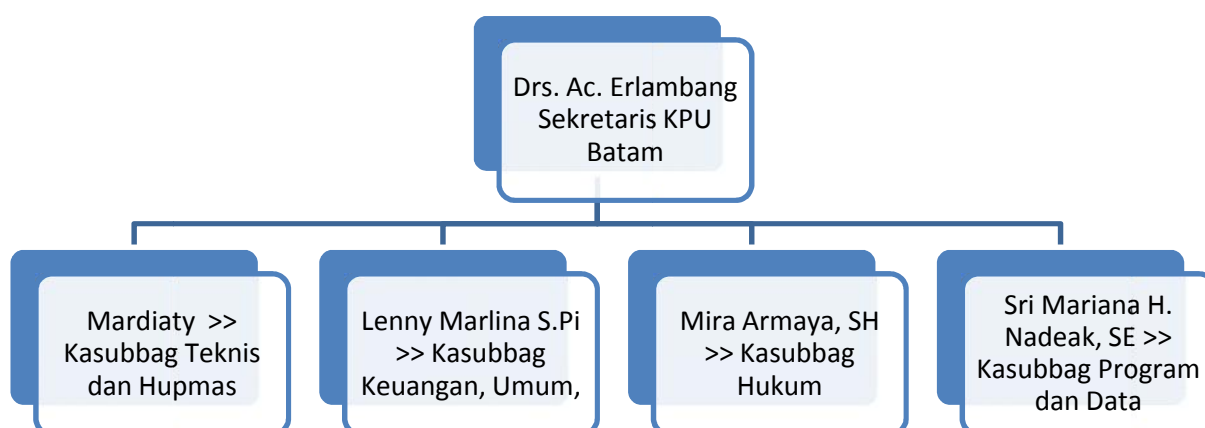 Drs. Ac. Erlambang
Sekretaris KPU
Batam
Mardiaty >>
Kasubbag Teknis
dan Hupmas
Lenny Marlina S.Pi
>> Kasubbag
Keuangan, Umum,
Mira Armaya, SH
>> Kasubbag
Hukum
Sri Mariana H.
Nadeak, SE >>
Kasubbag Program
dan Data